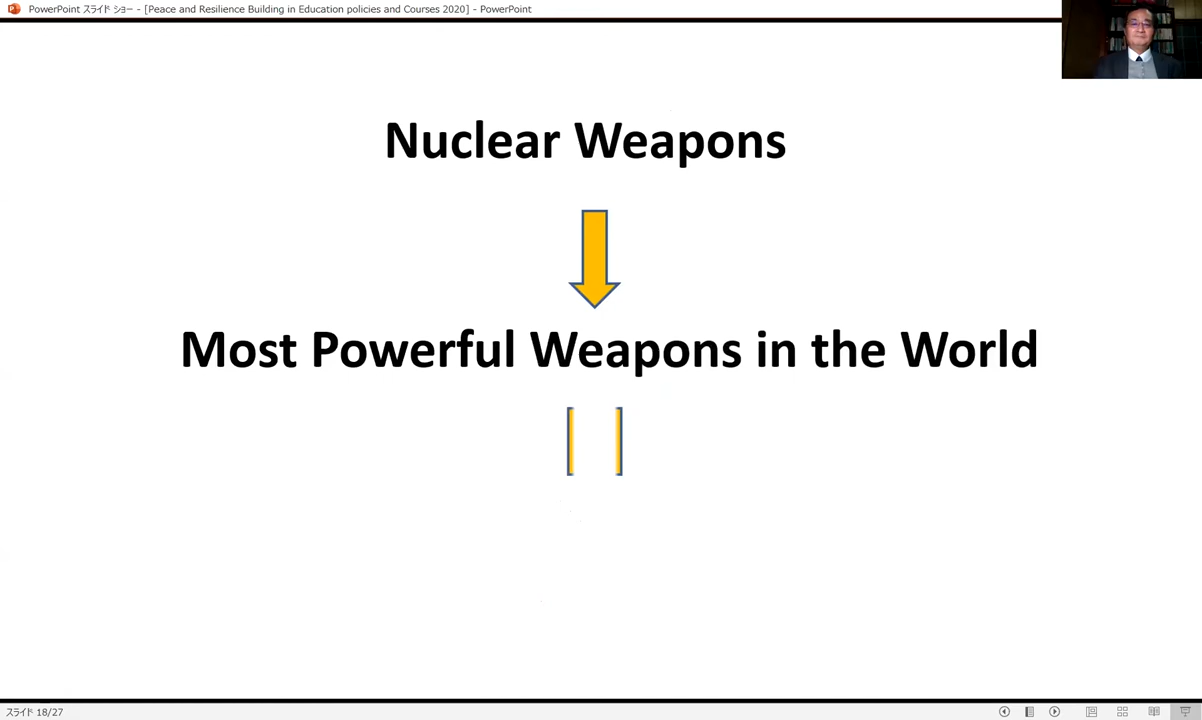 PowerPoint スライド ショー - [Peace and Resilience Building in Education policies and Courses 2020] - PowerPoint
Nuclear Weapons
Most Powerful Weapons in the World
スライド 18/27